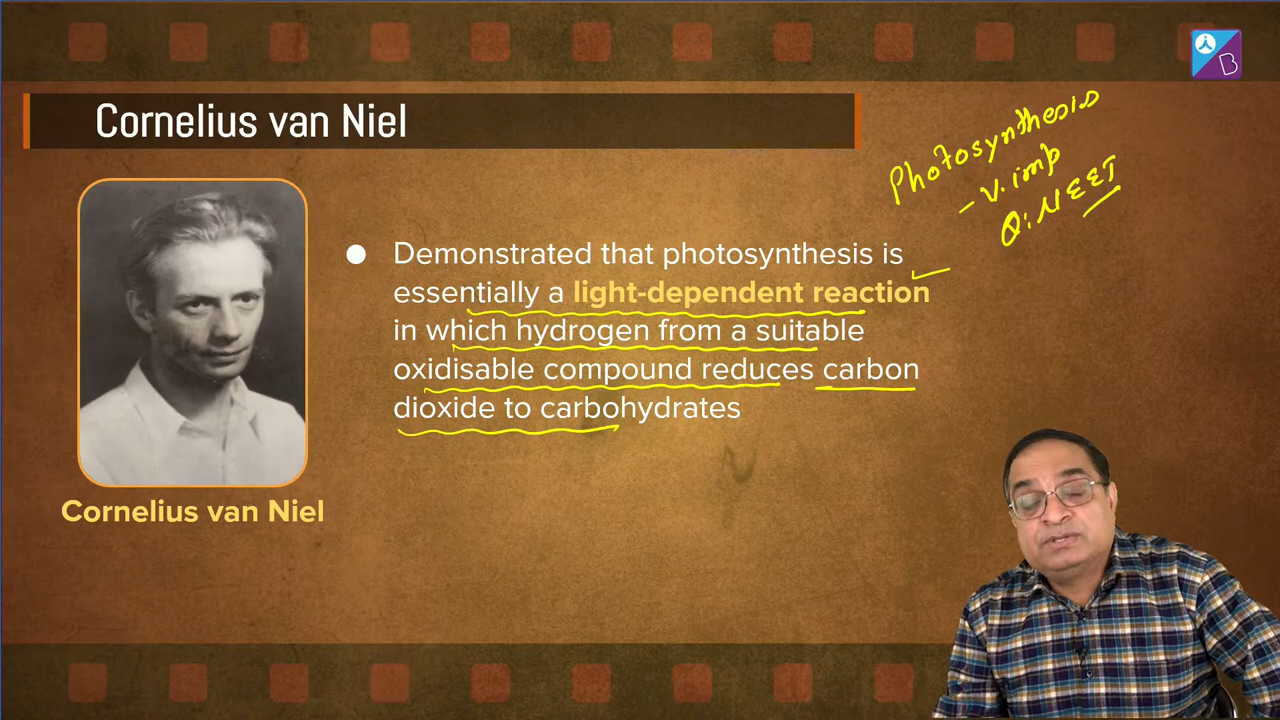 Cornelius van Niel
Photosynthesis
- v. imp
Q: NEET
Demonstrated that photosynthesis is
essentially a light-dependent reaction
in which hydrogen from a suitable
oxidisable compound reduces carbon
dioxide to carbohydrates
Cornelius van Niel
B